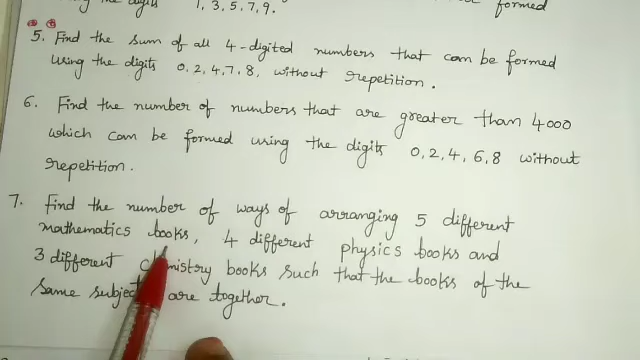 the digits 1, 3, 5, 7, 9. formed
5. Find the sum of all 4-digited numbers that can be formed
using the digits 0, 2, 4, 7, 8, without repetition.
6. Find the number of numbers that are greater than 4000
which can be formed using the digits 0, 2, 4, 6, 8 without
repetition.
7. Find the number of ways of arranging 5 different
mathematics books, 4 different physics books and
3 different chemistry books such that the books of the
same subject are together.